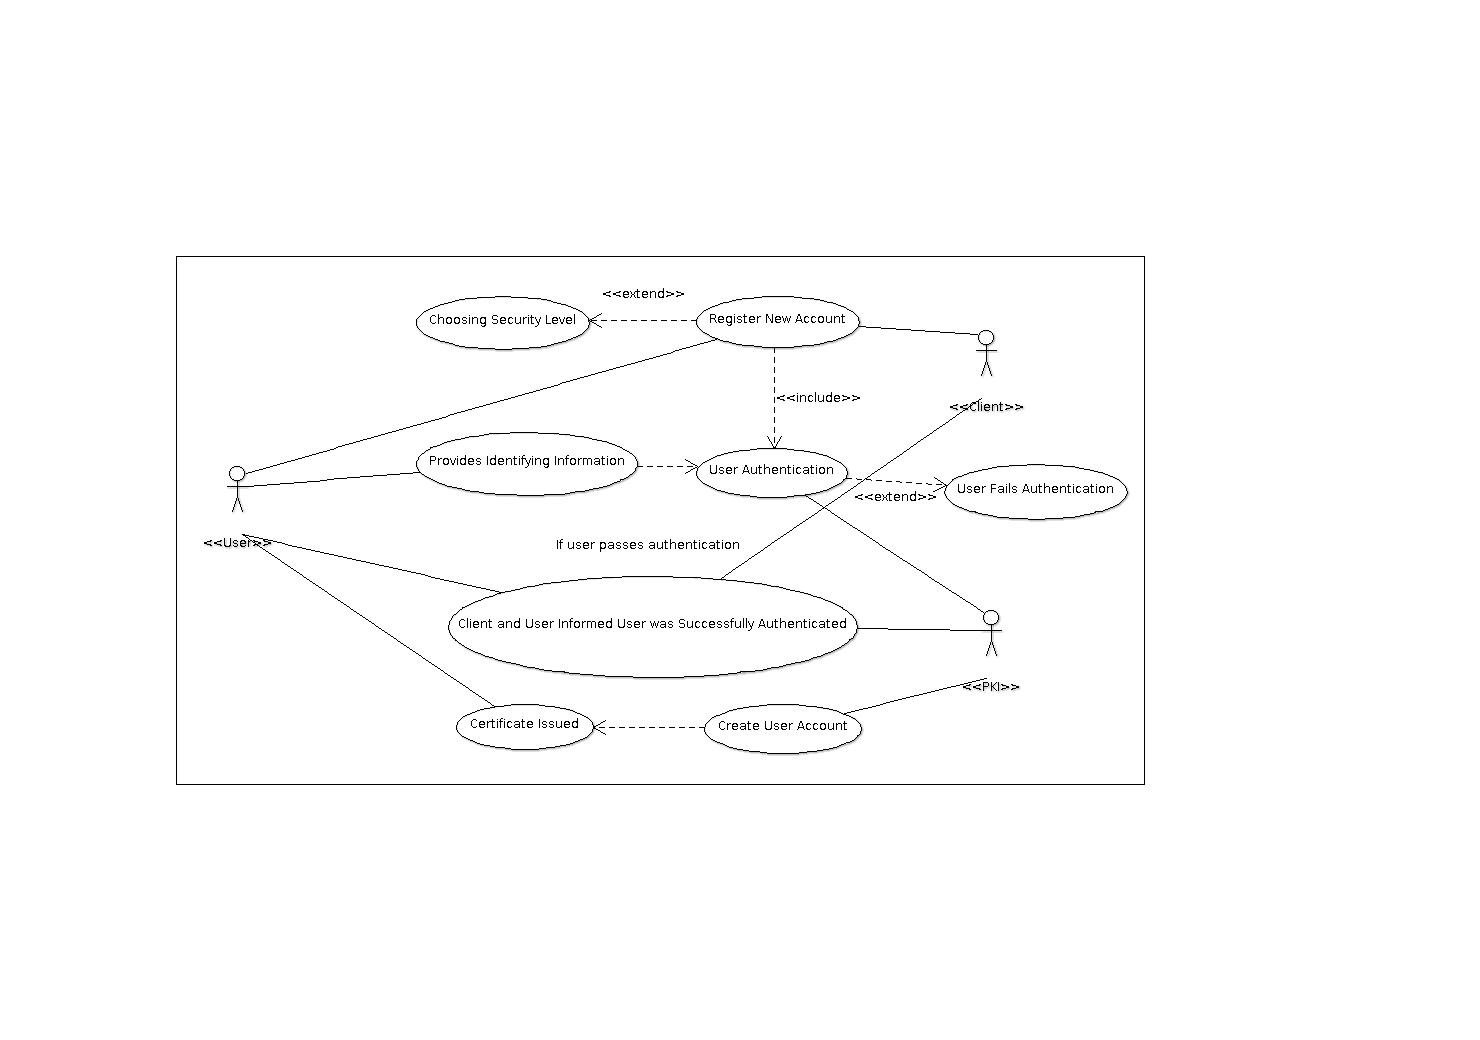 <<extend>>
Choosing Security Level
Register New Account
<<include>>
<<Client>>
Provides Identifying Information
User Authentication
User Fails Authentication
<<extend>>
<<User>>
If user passes authentication
Client and User Informed User was Successfully Authenticated
<<PKI>>
Certificate Issued
Create User Account